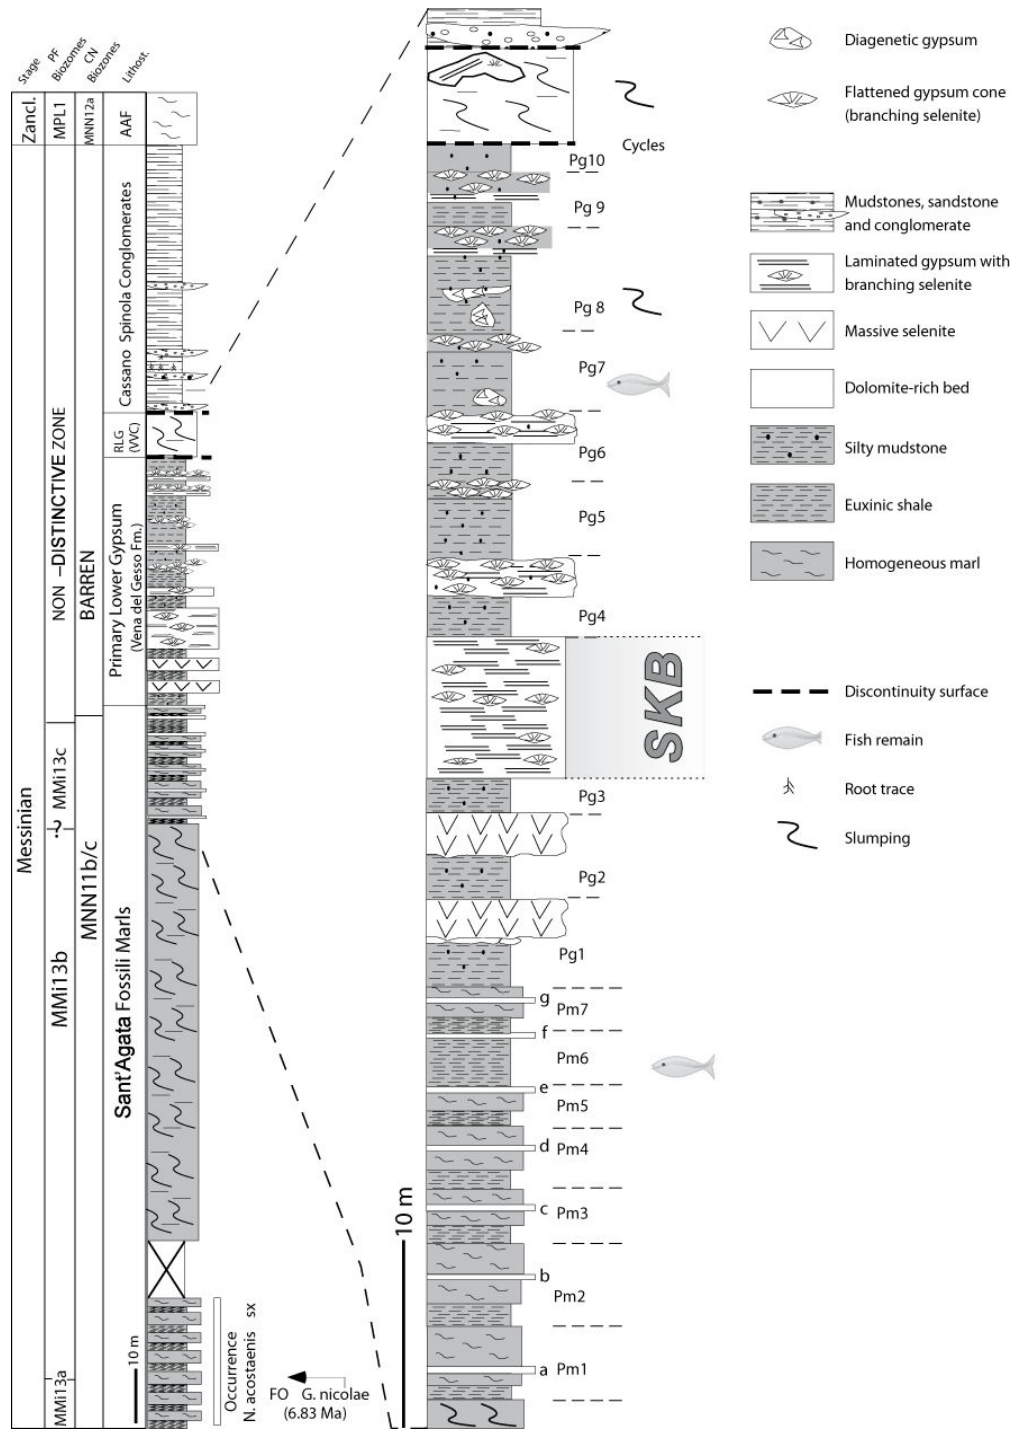 Stage
PF
Biozomes
CN
Biozones
Lithost.
Zancl.
MPL1
MNN12a
AAF
Messinian
NON -DISTINCTIVE ZONE
BARREN
Cassano Spinola Conglomerates
RLG
(VVC)
Primary Lower Gypsum
(Vena del Gesso Fm.)
MMi13c
?
MMi13b
MNN11b/c
Sant'Agata Fossili Marls
MMi13a
10 m
Occurrence
N. acostaenis sx
FO G. nicolae
(6.83 Ma)
10 m
Cycles
Pg10
Pg 9
Pg 8
Pg7
Pg6
Pg5
Pg4
SKB
Pg3
Pg2
Pg1
g
Pm7
f
Pm6
e
Pm5
d
Pm4
c
Pm3
b
Pm2
a
Pm1
Diagenetic gypsum
Flattened gypsum cone
(branching selenite)
Mudstones, sandstone
and conglomerate
Laminated gypsum with
branching selenite
Massive selenite
Dolomite-rich bed
Silty mudstone
Euxinic shale
Homogeneous marl
Discontinuity surface
Fish remain
Root trace
Slumping